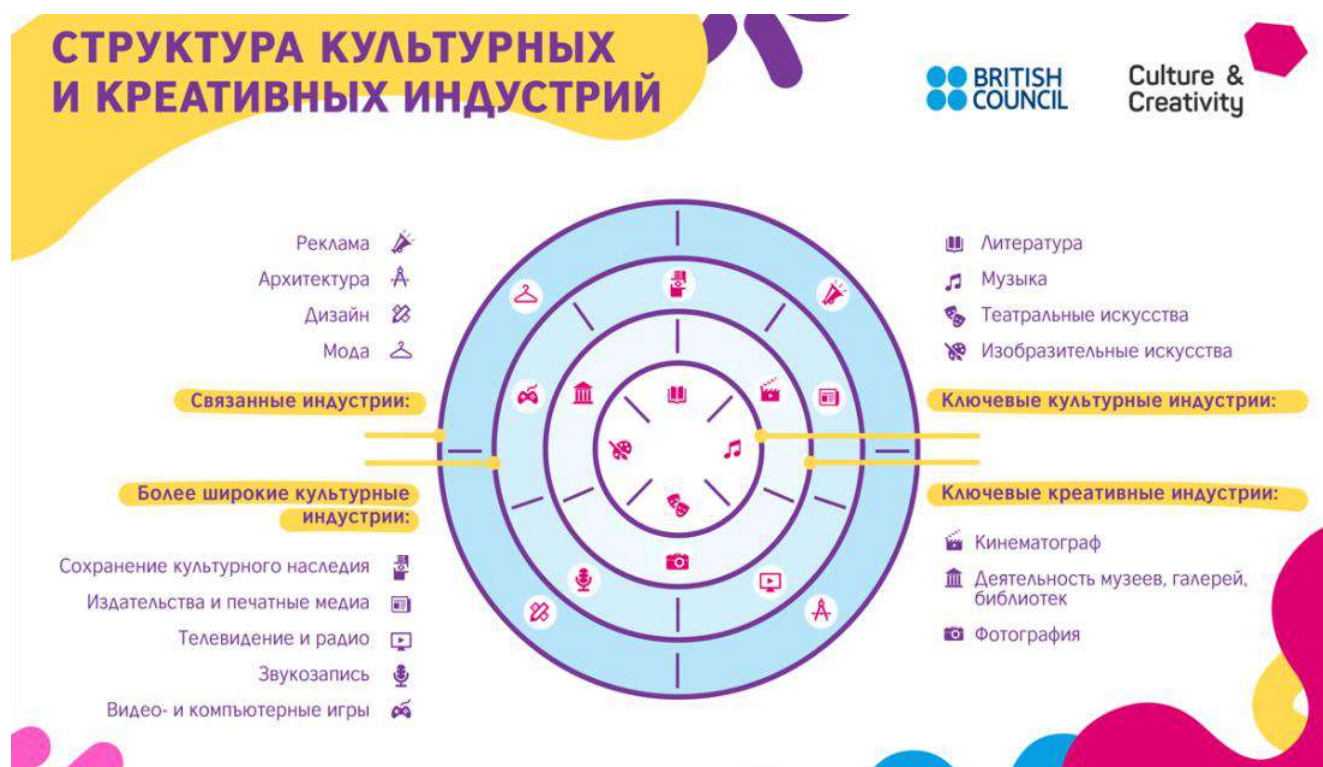 СТРУКТУРА КУЛЬТУРНЫХ
И КРЕАТИВНЫХ ИНДУСТРИЙ
BRITISH
COUNCIL
Culture &
Creativity
Реклама
Архитектура
Дизайн
Мода
Связанные индустрии:
Более широкие культурные
индустрии:
Сохранение культурного наследия
Издательства и печатные медиа
Телевидение и радио
Звукозапись
Видео- и компьютерные игры
Литература
Музыка
Театральные искусства
Изобразительные искусства
Ключевые культурные индустрии:
Ключевые креативные индустрии:
Кинематограф
Деятельность музеев, галерей,
библиотек
Фотография